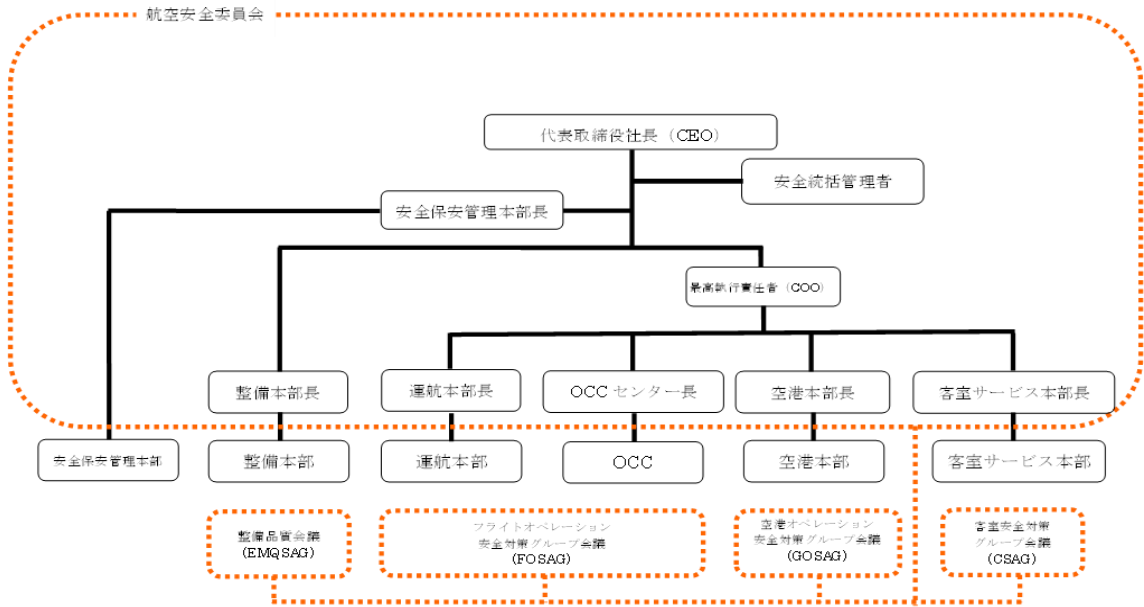 航空安全委員会
代表取締役社長（CEO）
安全統括管理者
安全保安管理本部長
最高執行責任者（COO）
整備本部長
運航本部長
OCC センター長
空港本部長
客室サービス本部長
安全保安管理本部
整備本部
運航本部
OCC
空港本部
客室サービス本部
整備品質会議
(EMQSAG)
フライトオペレーション
安全対策グループ会議
(FOSAG)
空港オペレーション
安全対策グループ会議
(GOSAG)
客室安全対策
グループ会議
(CSAG)